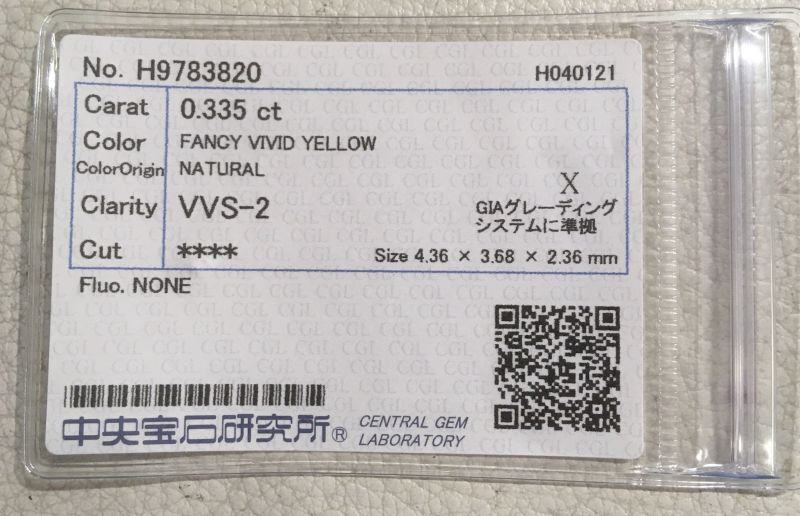 No. H9783820 H040121
Carat 0.335 ct
Color FANCY VIVID YELLOW
ColorOrigin NATURAL
X
Clarity VVS-2
GIAグレーディング
システムに準拠
Cut **** Size 4.36 × 3.68 × 2.36 mm
Fluo. NONE
中央宝石研究所® CENTRAL GEM
LABORATORY